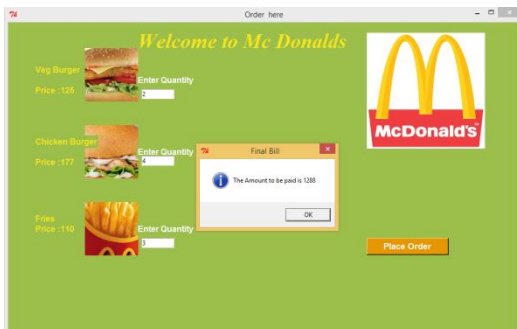 Order here
Welcome to Mc Donalds
Veg Burger
Enter Quantity
Price :125
2
McDonald's
Chicken Burger
Enter Quantity
Price :177
4
Final Bill
The Amount to be paid is 1288
OK
Fries
Price :110
Enter Quantity
3
Place Order